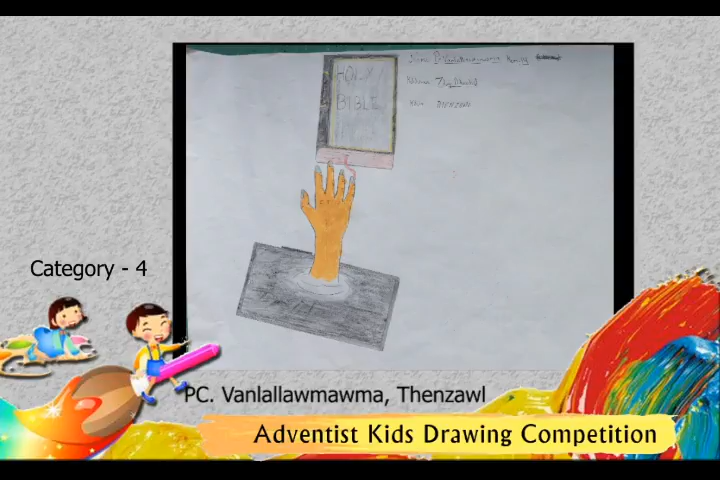 HOLY
BIBLE
Category - 4
PC. Vanlallawmawma, Thenzawl
Adventist Kids Drawing Competition